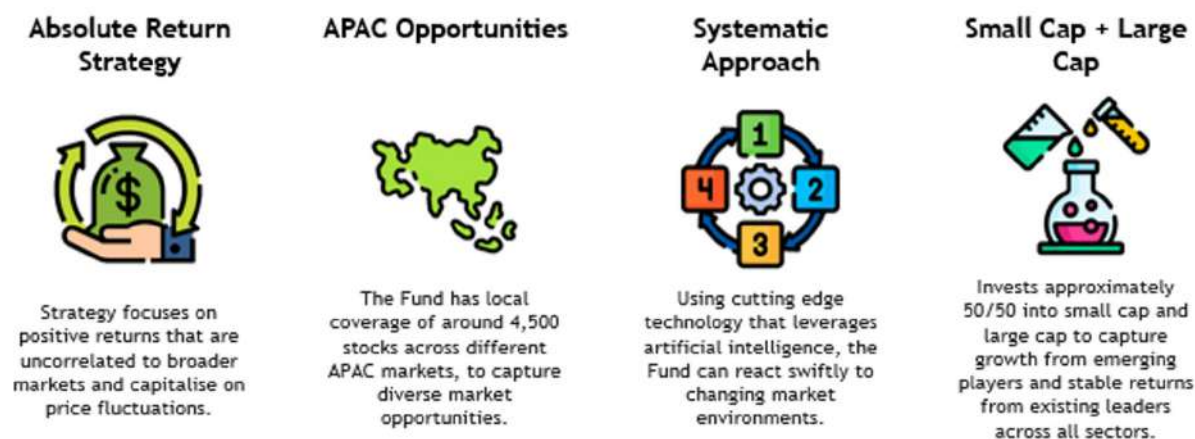 Absolute Return
Strategy
$
Strategy focuses on
positive returns that are
uncorrelated to broader
markets and capitalise on
price fluctuations.
APAC Opportunities
The Fund has local
coverage of around 4,500
stocks across different
APAC markets, to capture
diverse market
opportunities.
Systematic
Approach
1
2
3
4
Using cutting edge
technology that leverages
artificial intelligence, the
Fund can react swiftly to
changing market
environments.
Small Cap + Large
Cap
Invests approximately
50/50 into small cap and
large cap to capture
growth from emerging
players and stable returns
from existing leaders
across all sectors.